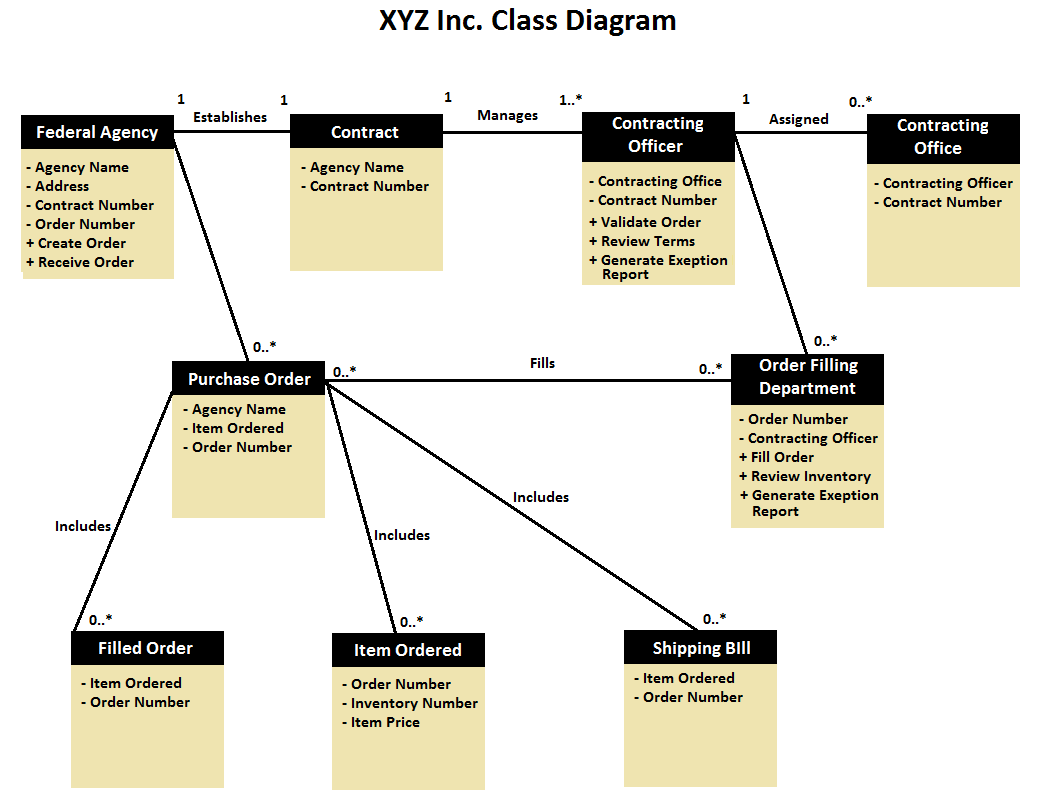 XYZ Inc. Class Diagram
1
Establishes
1
1
Manages
1..*
1
Assigned
0..*
Federal Agency
- Agency Name
- Address
- Contract Number
- Order Number
+ Create Order
+ Receive Order
Contract
- Agency Name
- Contract Number
Contracting
Officer
- Contracting Office
- Contract Number
+ Validate Order
+ Review Terms
+ Generate Exeption
Report
Contracting
Office
- Contracting Officer
- Contract Number
0..*
0..*
Purchase Order
- Agency Name
- Item Ordered
- Order Number
0..*
Fills
0..*
Order Filling
Department
- Order Number
- Contracting Officer
+ Fill Order
+ Review Inventory
+ Generate Exeption
Report
Includes
Includes
Includes
0..*
0..*
0..*
Filled Order
- Item Ordered
- Order Number
Item Ordered
- Order Number
- Inventory Number
- Item Price
Shipping BIll
- Item Ordered
- Order Number